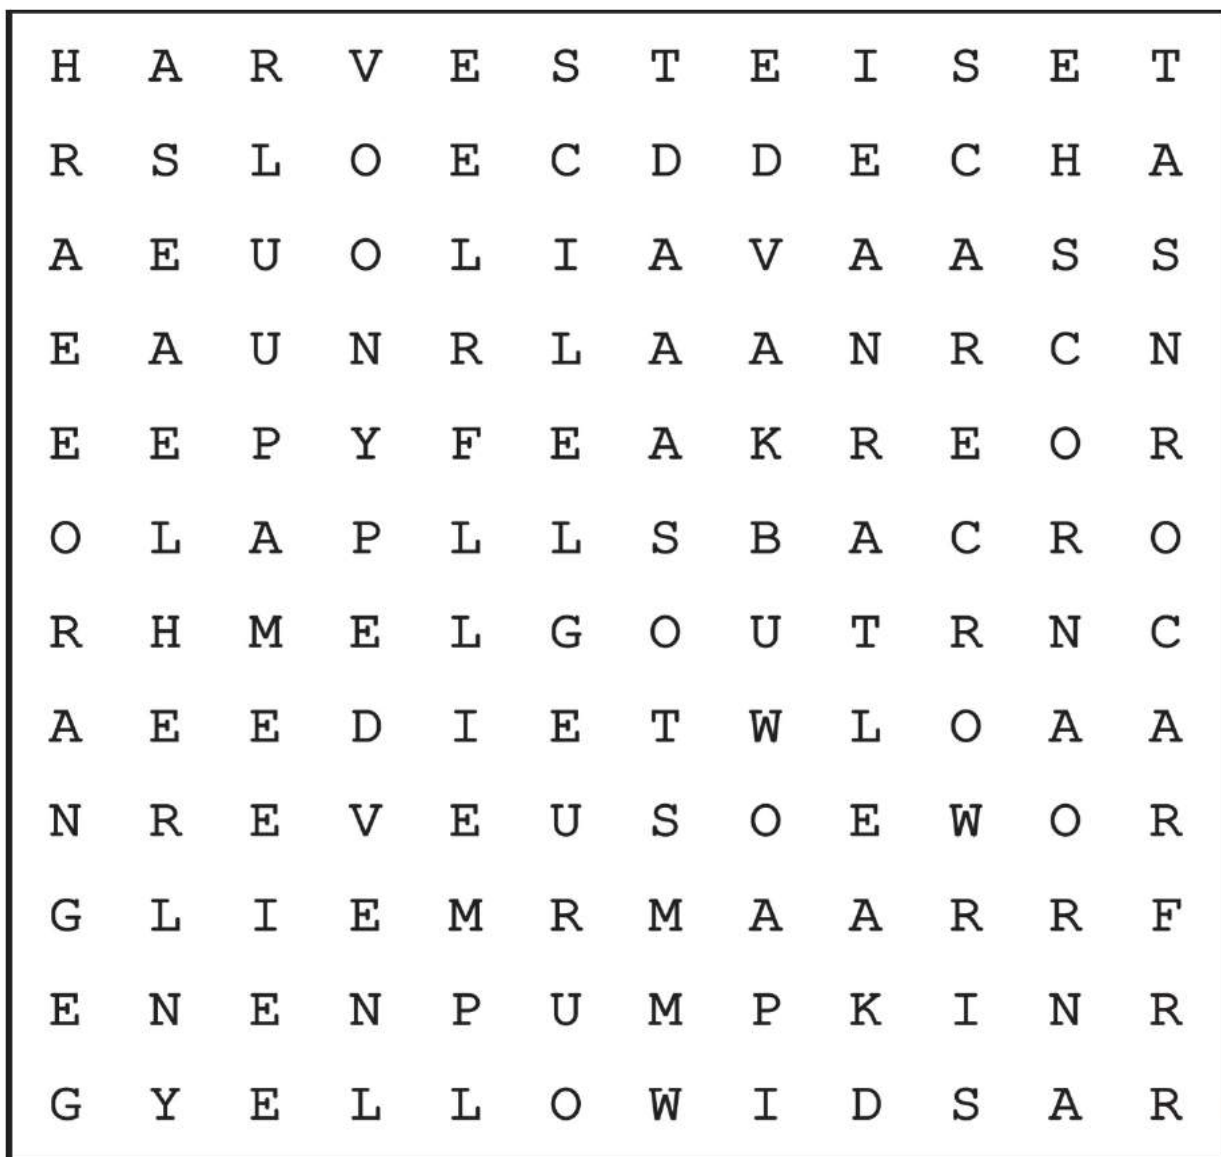 H A R V E S T E I S E T
R S L O E C D D E C H A
A E U O L I A V A A S S
E A U N R L A A N R C N
E E P Y F E A K R E O R
O L A P L L S B A C R O
R H M E L G O U T R N C
A E E D I E T W L O A A
N R E V E U S O E W O R
G L I E M R M A A R R F
E N E N P U M P K I N R
G Y E L L O W I D S A R